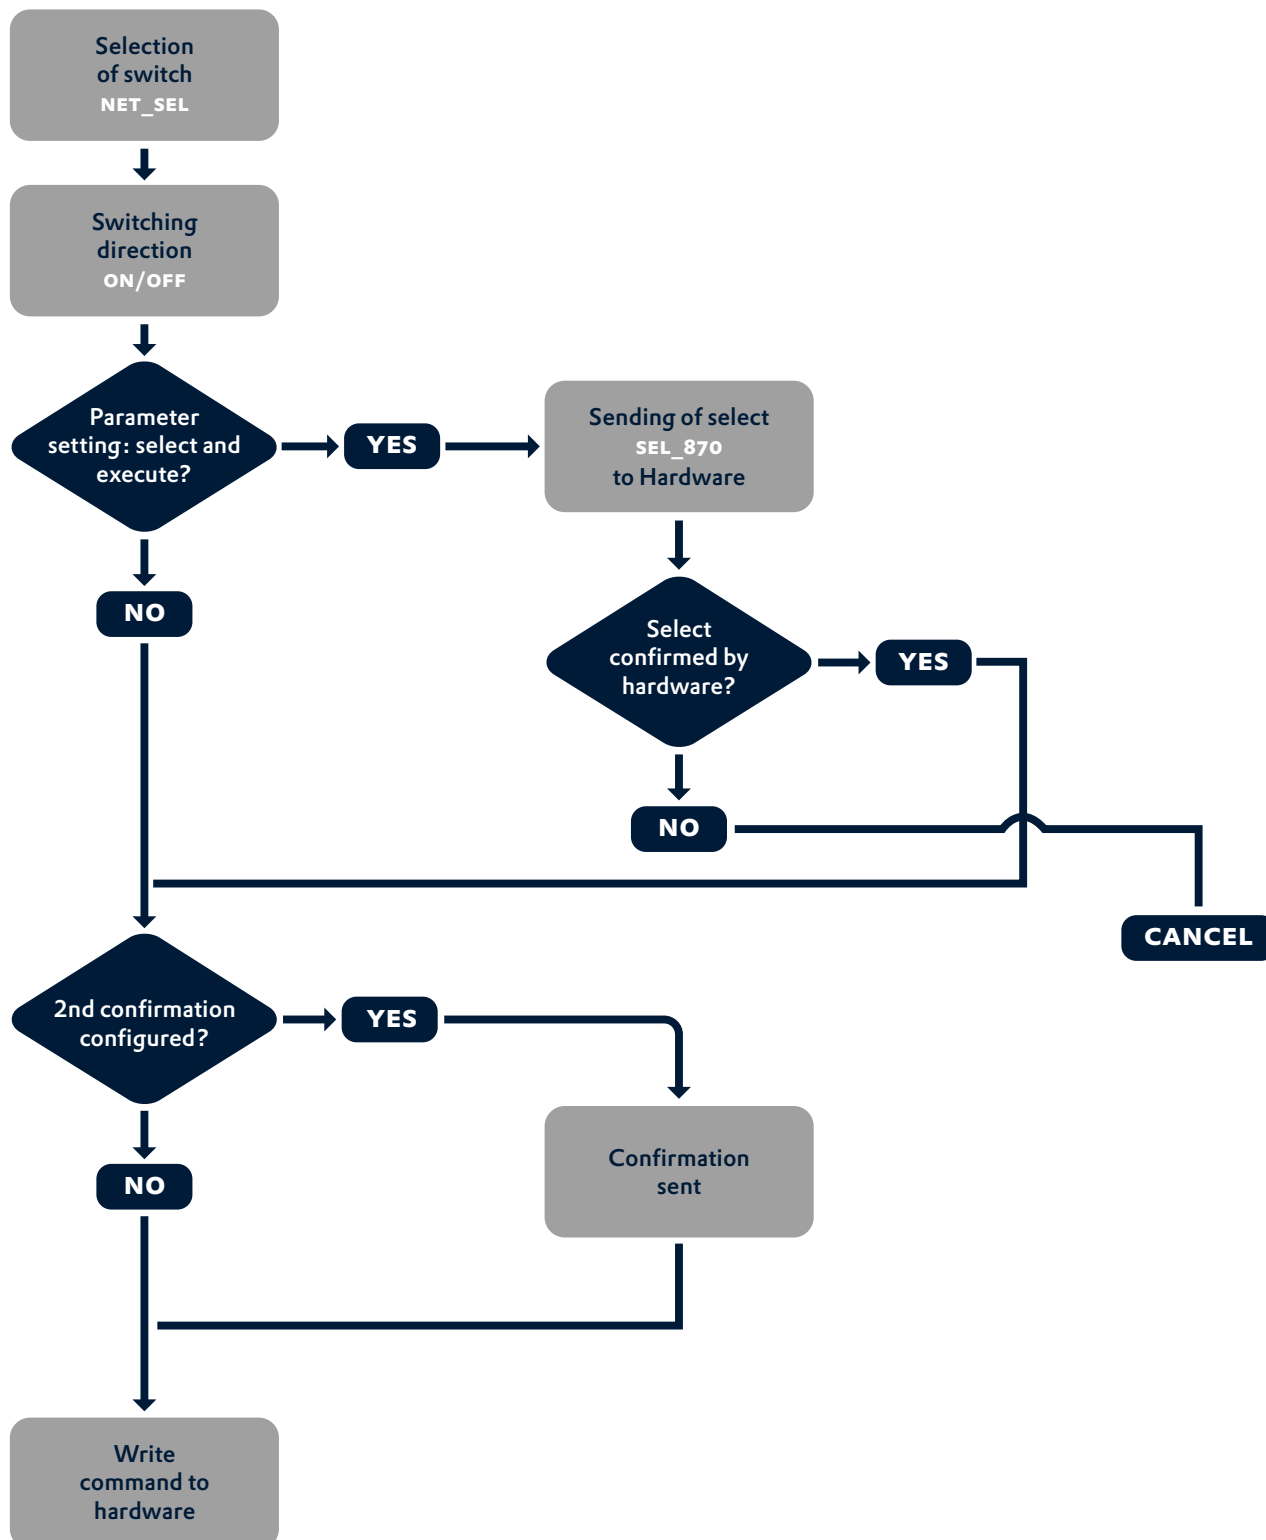 Selection
of switch
NET_SEL
Switching
direction
ON/OFF
Parameter
setting: select and
execute?
YES
Sending of select
SEL_870
to Hardware
NO
Select
confirmed by
hardware?
YES
NO
CANCEL
2nd confirmation
configured?
YES
Confirmation
sent
NO
Write
command to
hardware